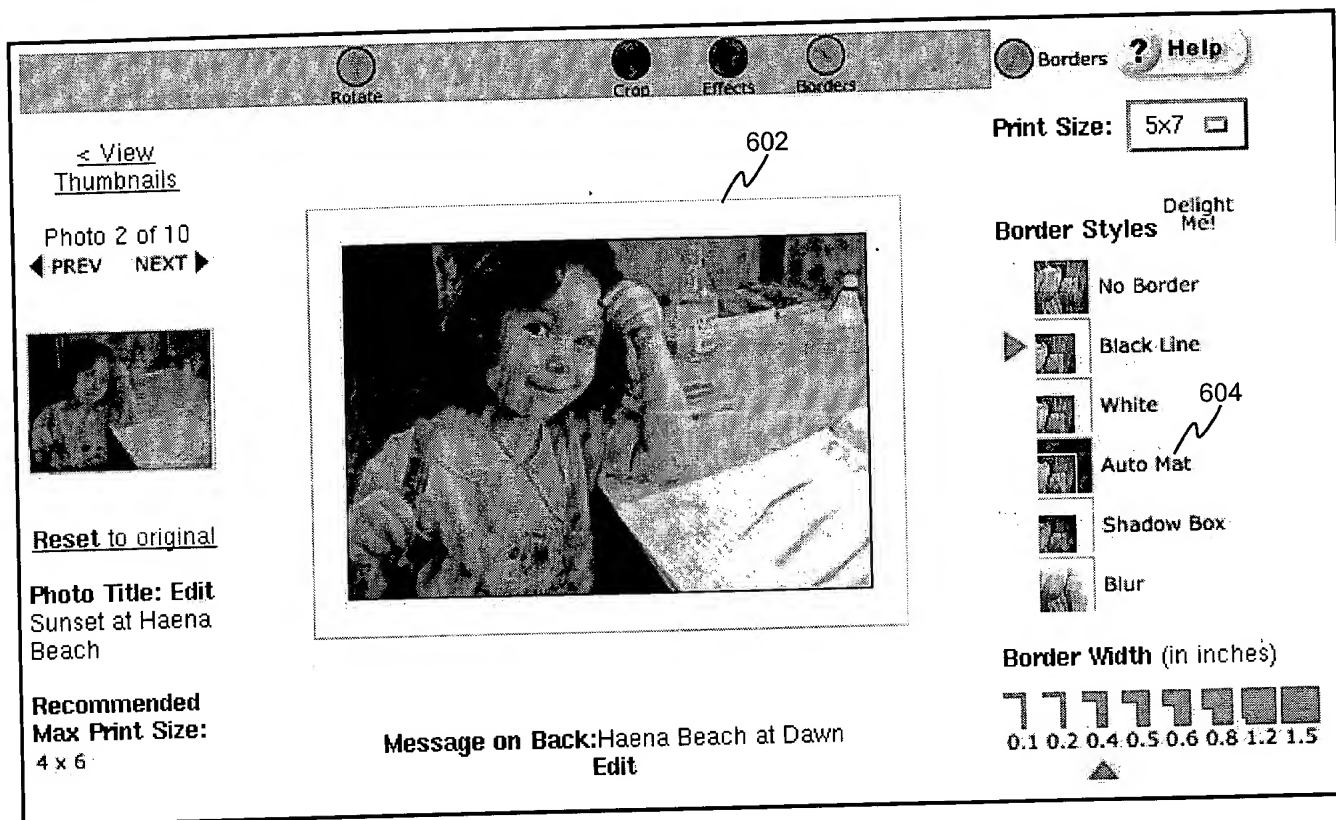 Rotate
Crop
Effects
Borders
Borders
? Help
Print Size: 5x7
< View
Thumbnails
Photo 2 of 10
PREV NEXT
Reset to original
Photo Title: Edit
Sunset at Haena
Beach
Recommended
Max Print Size:
4 x 6
602
Message on Back:Haena Beach at Dawn
Edit
Delight
Me!
Border Styles
No Border
Black Line
White
604
Auto Mat
Shadow Box
Blur
Border Width (in inches)
0.1 0.2 0.4 0.5 0.6 0.8 1.2 1.5